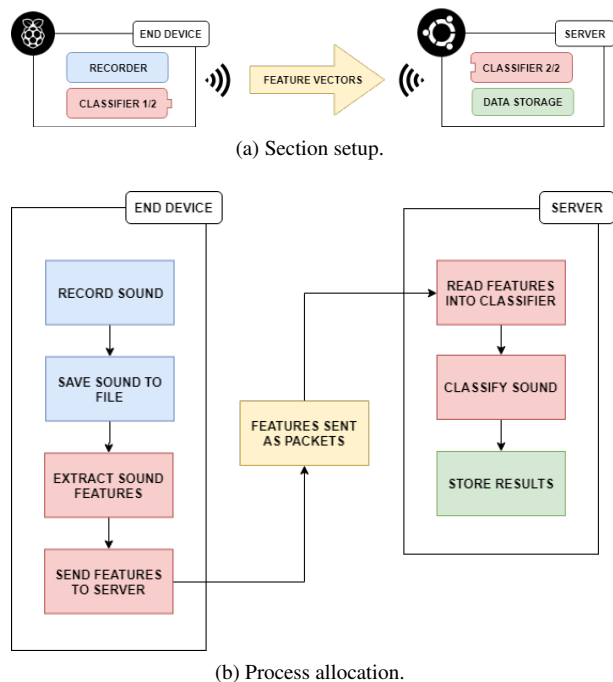 END DEVICE
RECORDER
CLASSIFIER 1/2
FEATURE VECTORS
SERVER
CLASSIFIER 2/2
DATA STORAGE
(a) Section setup.
END DEVICE
RECORD SOUND
SAVE SOUND TO
FILE
EXTRACT SOUND
FEATURES
SEND FEATURES
TO SERVER
FEATURES SENT
AS PACKETS
SERVER
READ FEATURES
INTO CLASSIFIER
CLASSIFY SOUND
STORE RESULTS
(b) Process allocation.